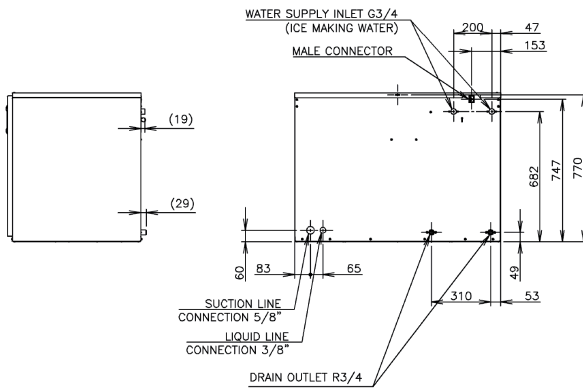 WATER SUPPLY INLET G3/4
(ICE MAKING WATER)
200
47
MALE CONNECTOR
153
(19)
(29)
682
747
770
60
83
65
49
310
53
SUCTION LINE
CONNECTION 5/8"
LIQUID LINE
CONNECTION 3/8"
DRAIN OUTLET R3/4